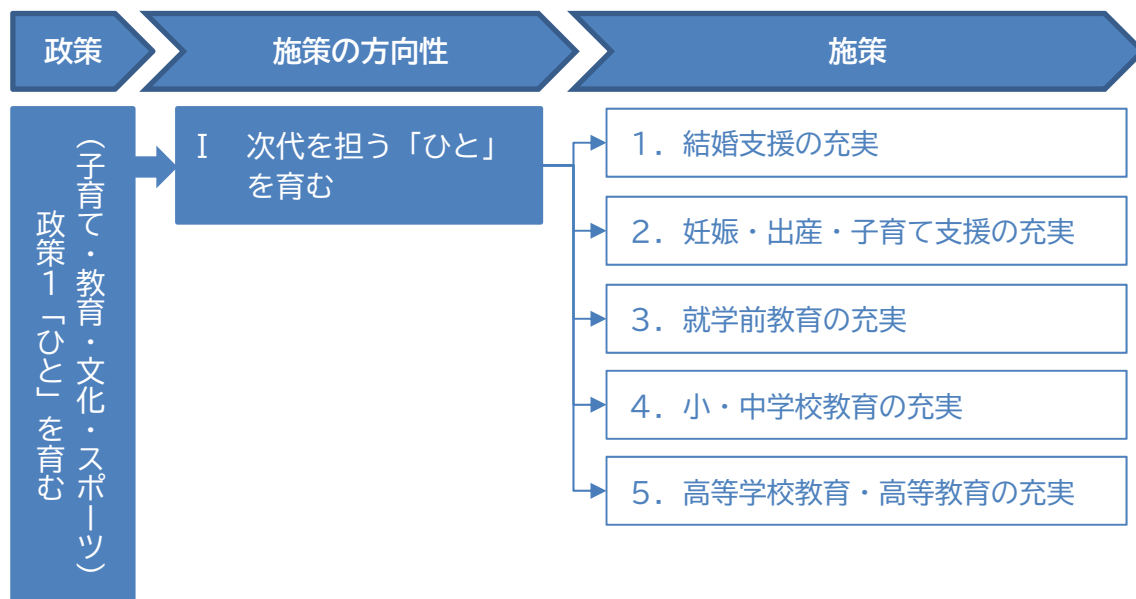 政策
施策の方向性
施策
政策1「ひと」を育む
（子育て・教育・文化・スポーツ）
Ⅰ　次代を担う「ひと」
を育む
1．結婚支援の充実
2．妊娠・出産・子育て支援の充実
3．就学前教育の充実
4．小・中学校教育の充実
5．高等学校教育・高等教育の充実